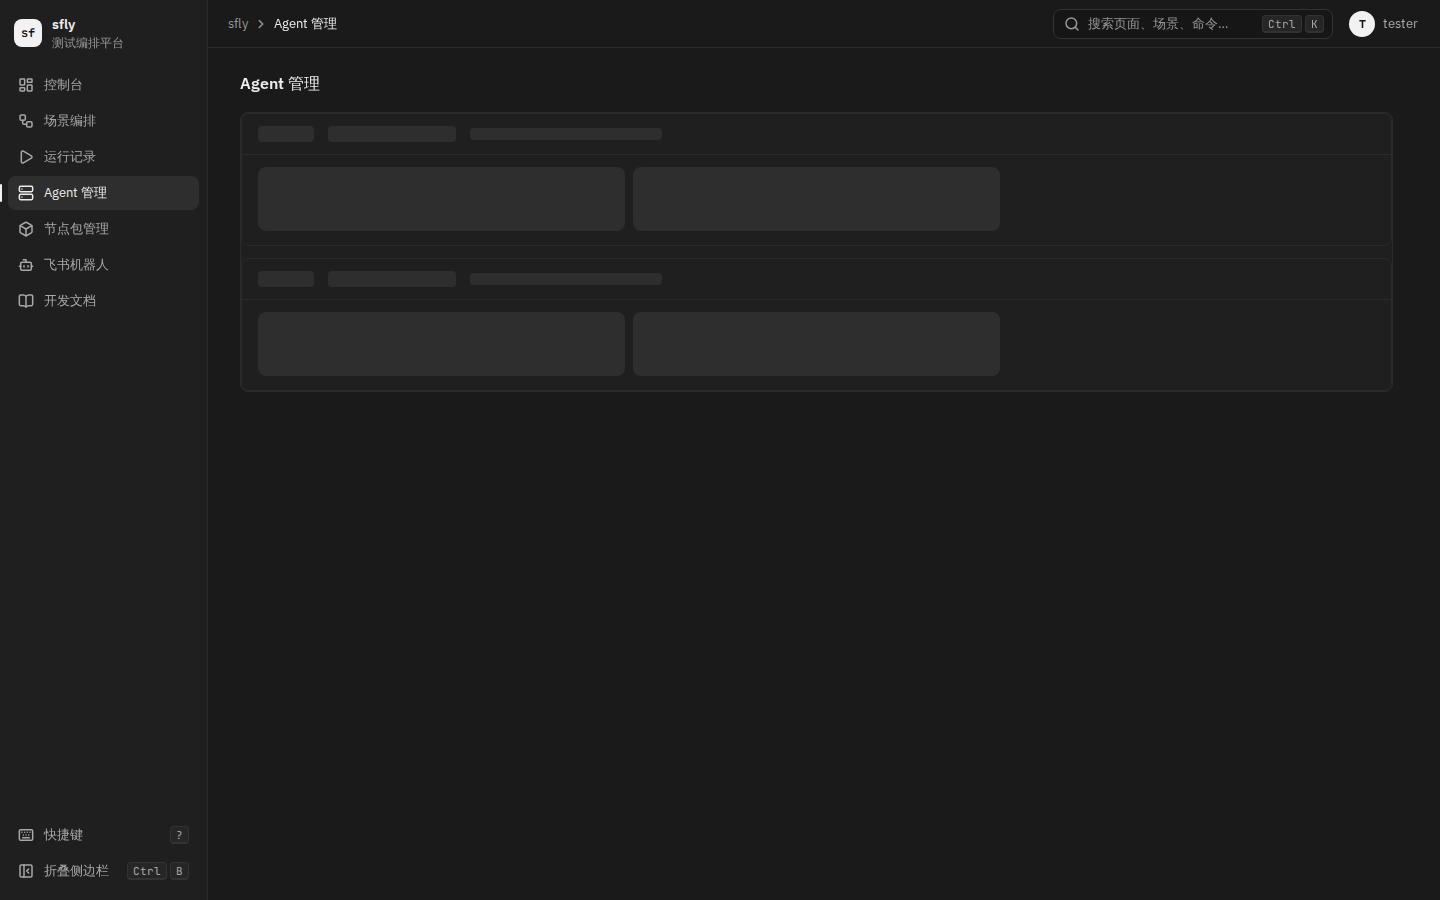 sf
sfly
测试编排平台
控制台
场景编排
运行记录
Agent 管理
节点包管理
飞书机器人
开发文档
快捷键 ?
折叠侧边栏 Ctrl B
sfly > Agent 管理
搜索页面、场景、命令... Ctrl K
T tester
Agent 管理